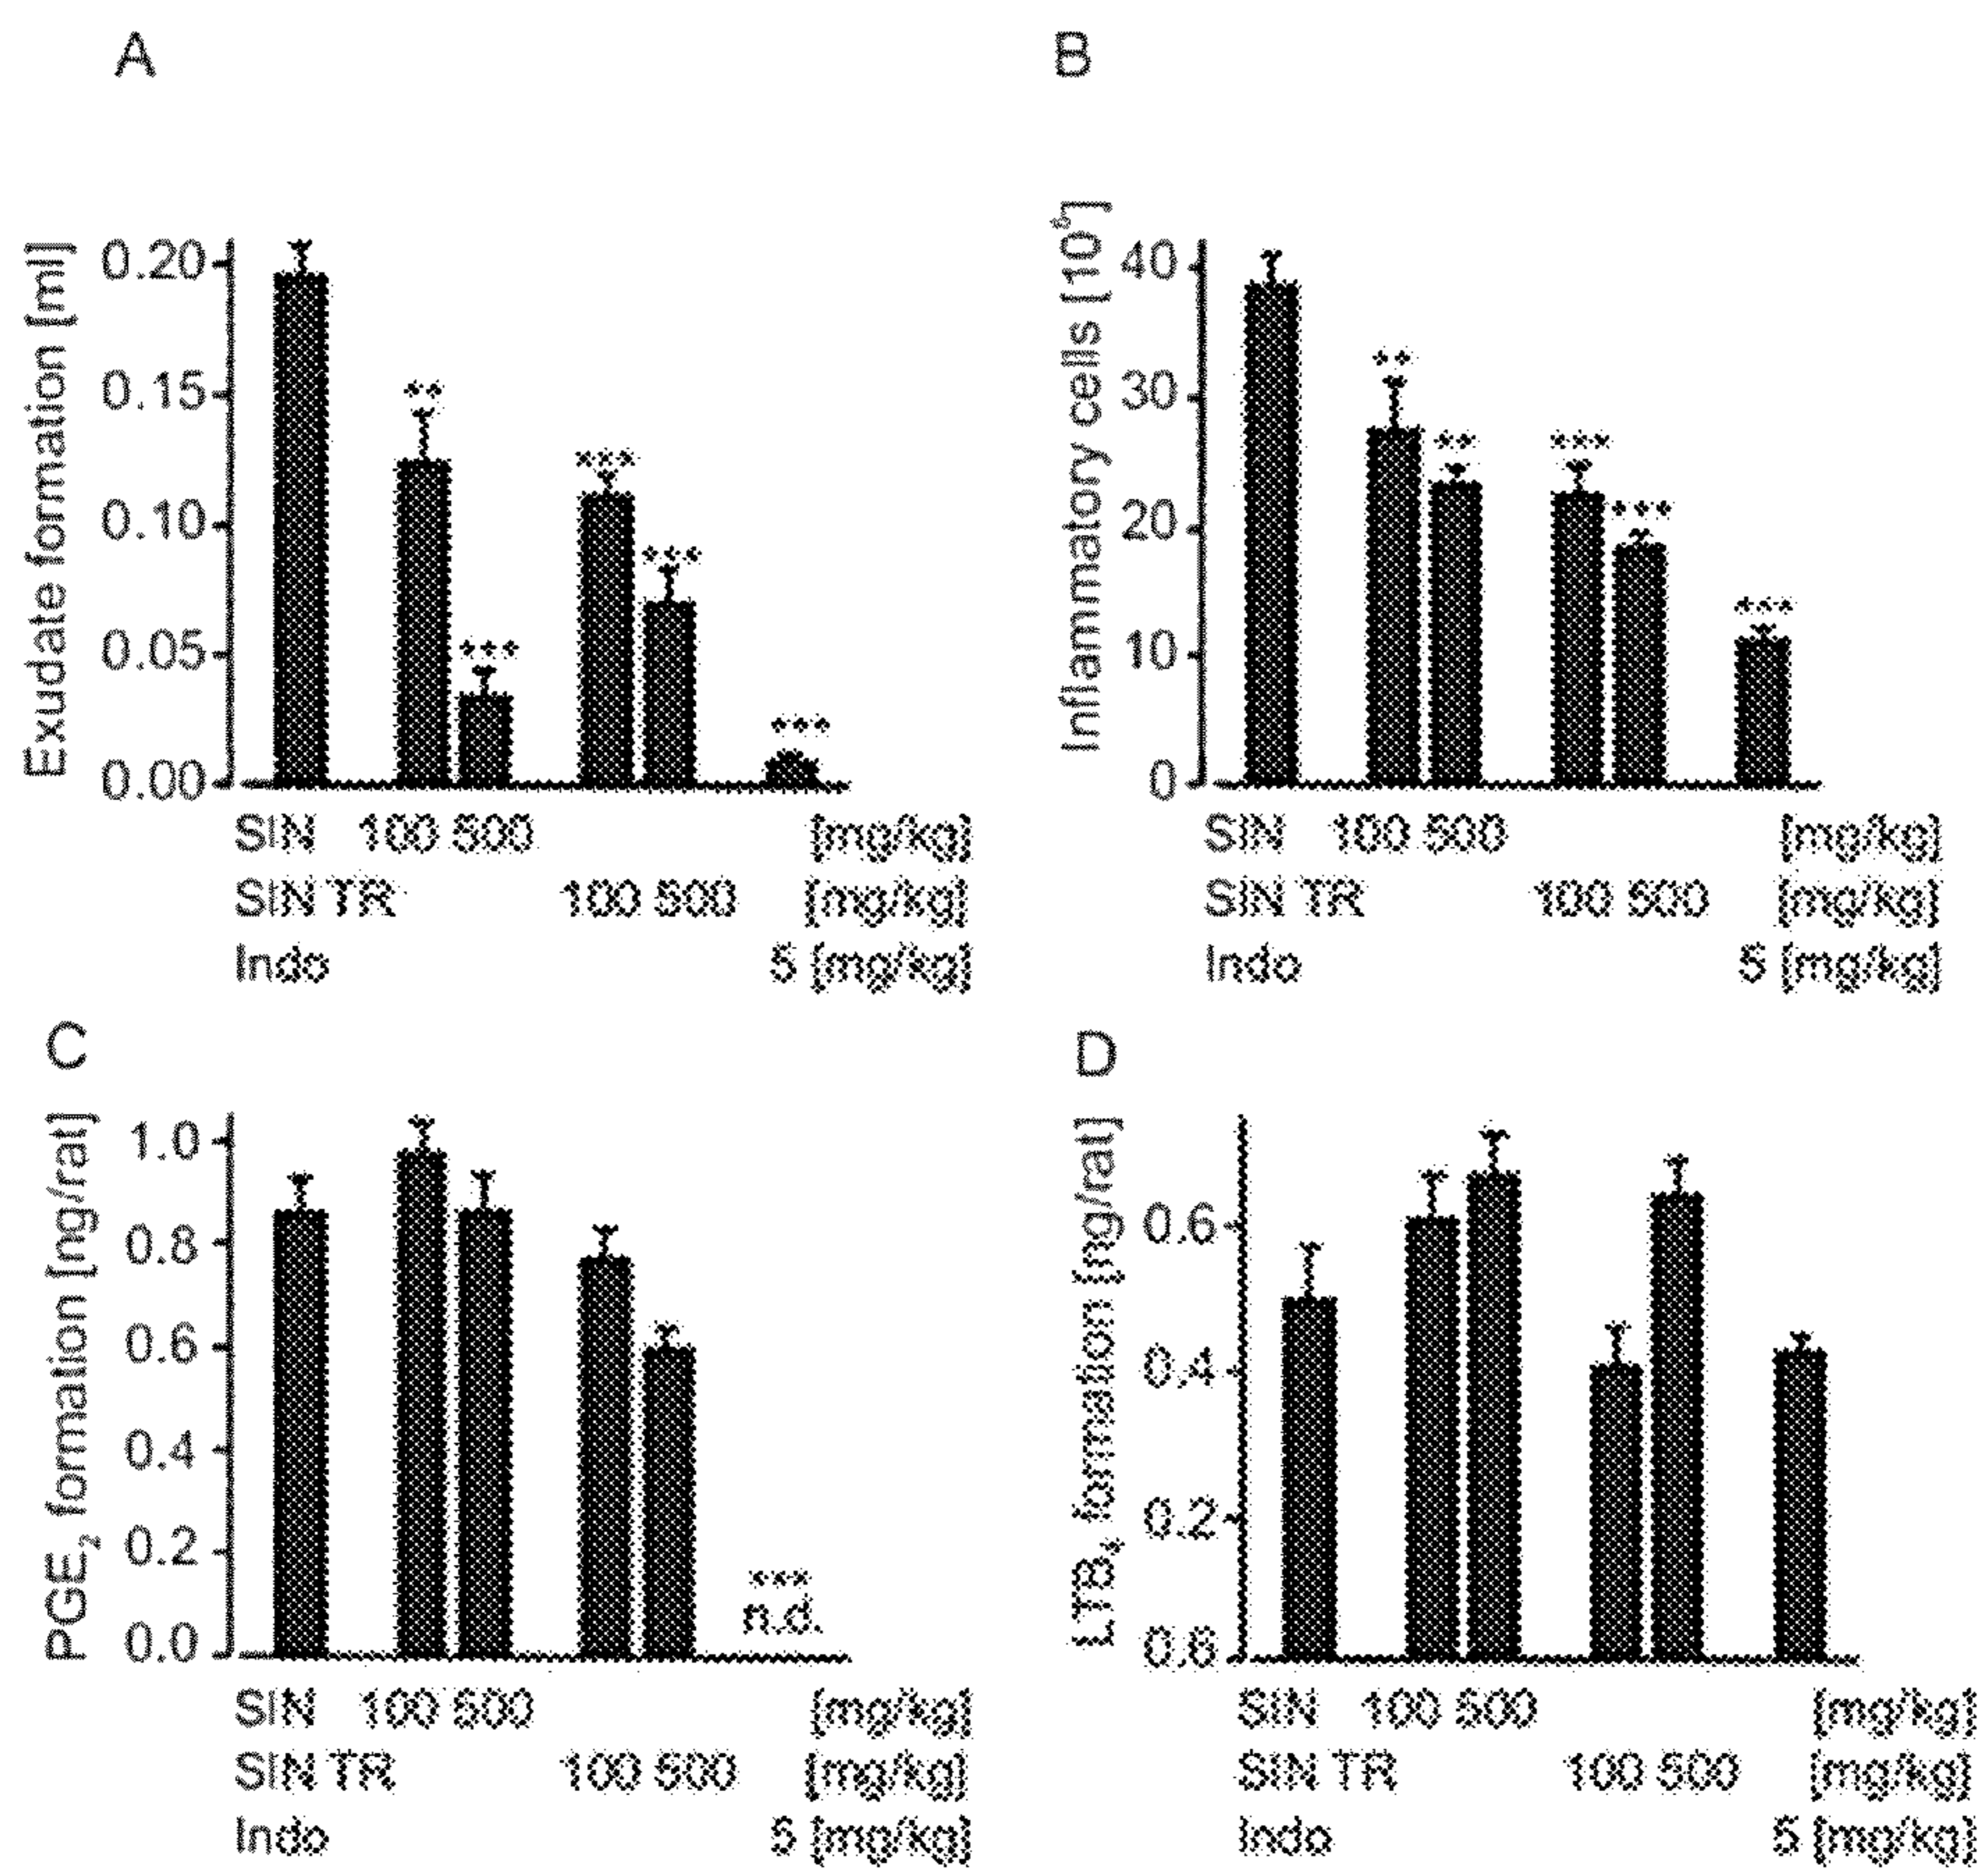 A
Exudate formation [ml]
0.20
0.15
0.10
0.05
0.00
**
***
***
***
***
SIN 100 500 [mg/kg]
SIN TR 100 500 [mg/kg]
Indo 5 [mg/kg]
B
Inflammatory cells [10⁶]
40
30
20
10
0
**
**
***
***
***
SIN 100 500 [mg/kg]
SIN TR 100 500 [mg/kg]
Indo 5 [mg/kg]
C
PGE₂ formation [ng/rat]
1.0
0.8
0.6
0.4
0.2
0.0
***
n.d.
SIN 100 500 [mg/kg]
SIN TR 100 500 [mg/kg]
Indo 5 [mg/kg]
D
LTB₄ formation [ng/rat]
0.6
0.4
0.2
0.0
SIN 100 500 [mg/kg]
SIN TR 100 500 [mg/kg]
Indo 5 [mg/kg]